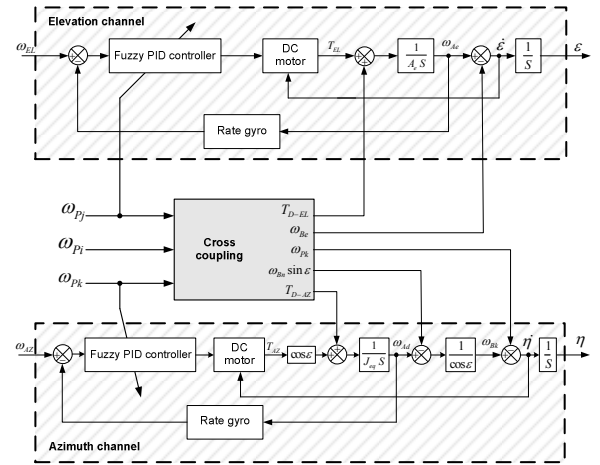 Elevation channel
ω_EL
Fuzzy PID controller
DC motor
T_EL
1 / A_e S
ω_Ae
ε̇
1 / S
ε
Rate gyro
ω_Pj
ω_Pi
ω_Pk
Cross coupling
T_D-EL
ω_Be
ω_Pk
ω_Bn sin ε
T_D-AZ
ω_AZ
Fuzzy PID controller
DC motor
T_AZ
cosε
1 / J_eq S
ω_Ad
1 / cosε
ω_Bk
η̇
1 / S
η
Rate gyro
Azimuth channel